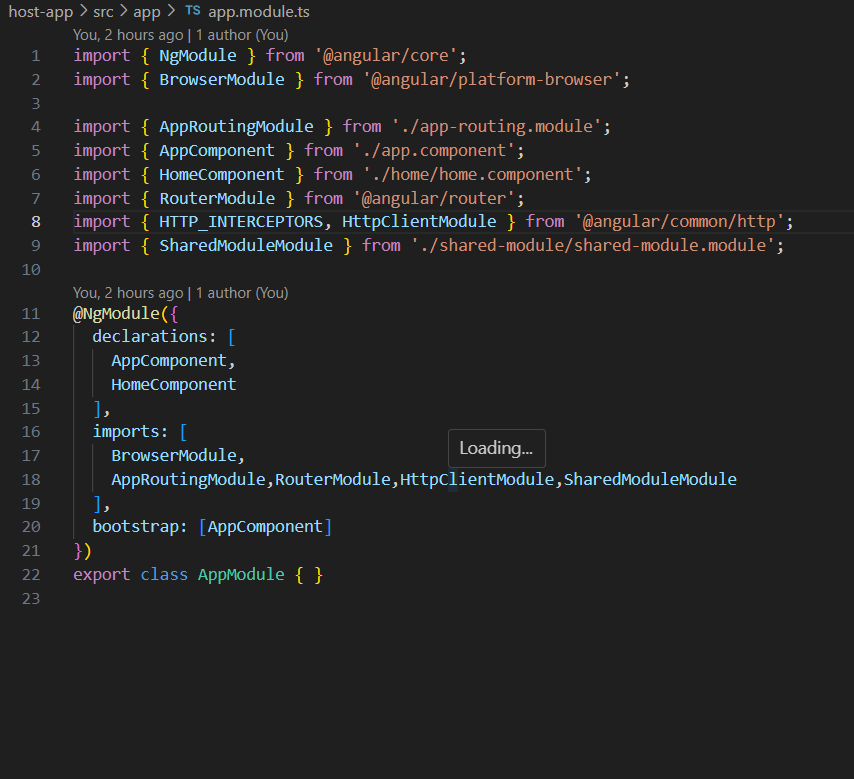 host-app > src > app > TS app.module.ts
You, 2 hours ago | 1 author (You)
1 import { NgModule } from '@angular/core';
2 import { BrowserModule } from '@angular/platform-browser';
3
4 import { AppRoutingModule } from './app-routing.module';
5 import { AppComponent } from './app.component';
6 import { HomeComponent } from './home/home.component';
7 import { RouterModule } from '@angular/router';
8 import { HTTP_INTERCEPTORS, HttpClientModule } from '@angular/common/http';
9 import { SharedModuleModule } from './shared-module/shared-module.module';
10
You, 2 hours ago | 1 author (You)
11 @NgModule({
12   declarations: [
13     AppComponent,
14     HomeComponent
15   ],
16   imports: [
Loading...
17     BrowserModule,
18     AppRoutingModule,RouterModule,HttpClientModule,SharedModuleModule
19   ],
20   bootstrap: [AppComponent]
21 })
22 export class AppModule { }
23